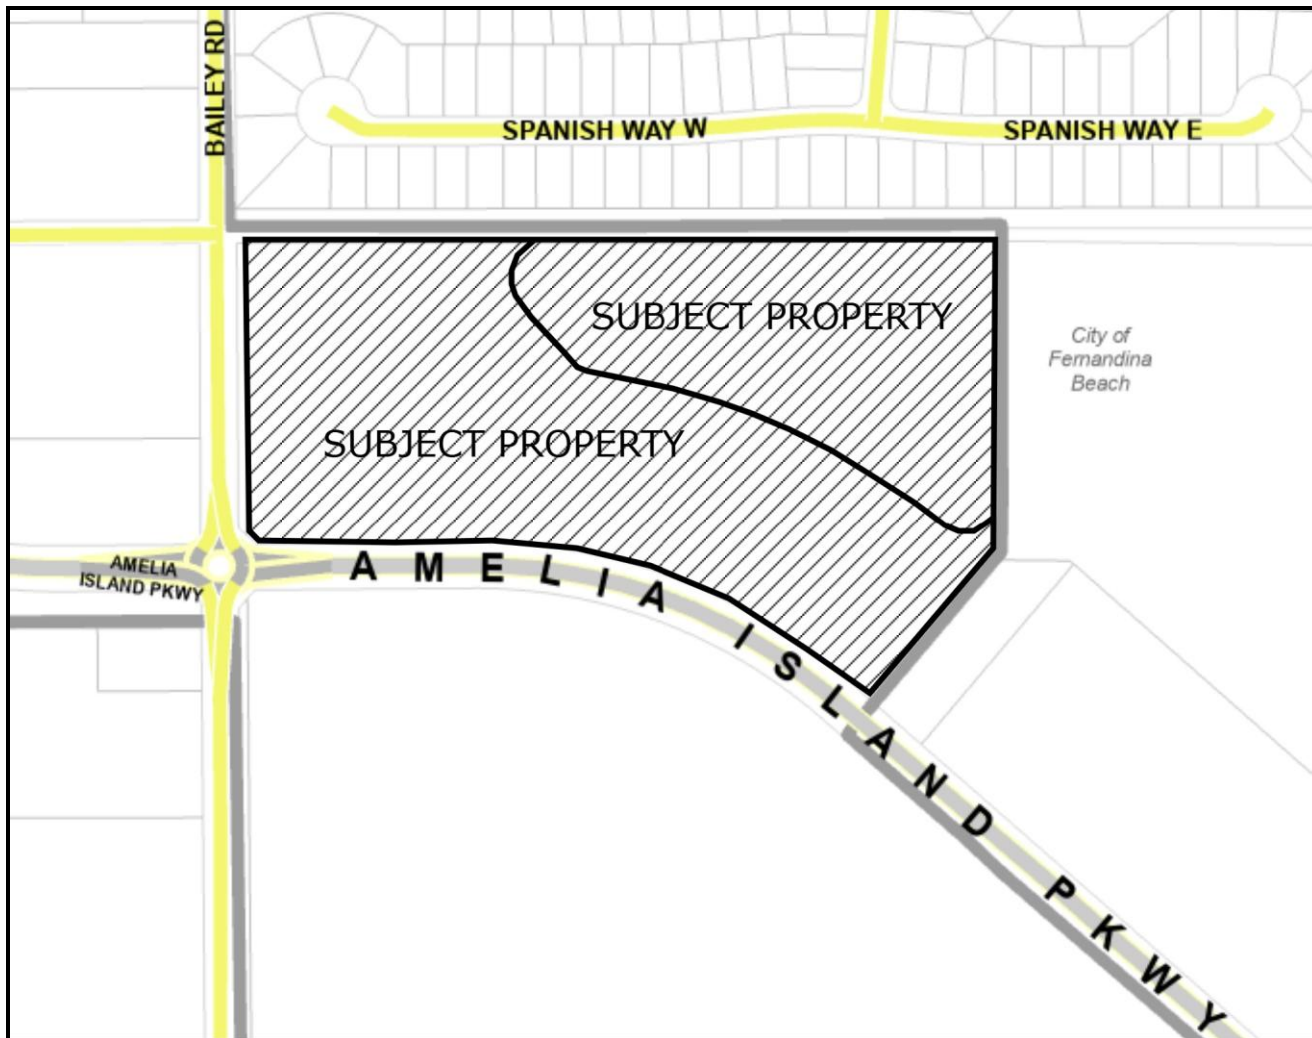 BAILEY RD
SPANISH WAY W
SPANISH WAY E
SUBJECT PROPERTY
City of
Fernandina
Beach
SUBJECT PROPERTY
AMELIA
ISLAND PKWY
AMELIA ISLAND PKWY